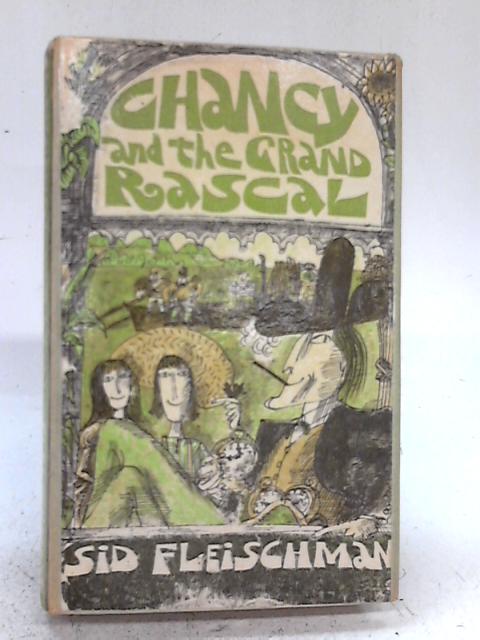 CHANCY
and the GRAND
RASCAL
SID FLEISCHMAN